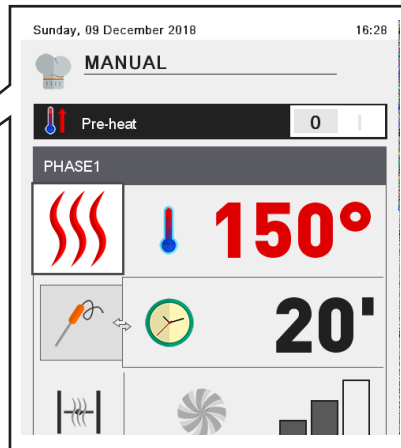 Sunday, 09 December 2018 16:28
MANUAL
Pre-heat 0 I
PHASE1
150°
20'